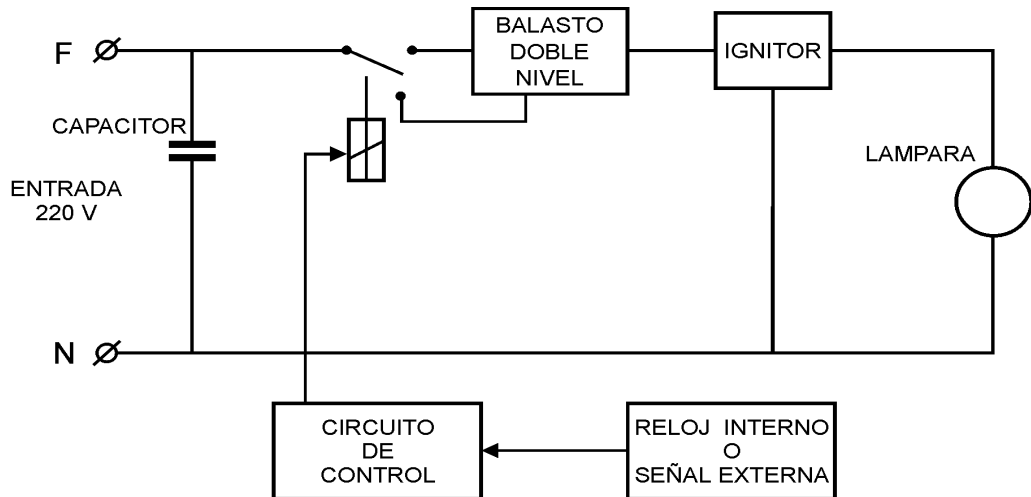 F
BALASTO
DOBLE
NIVEL
IGNITOR
CAPACITOR
LAMPARA
ENTRADA
220 V
N
CIRCUITO
DE
CONTROL
RELOJ INTERNO
O
SEÑAL EXTERNA